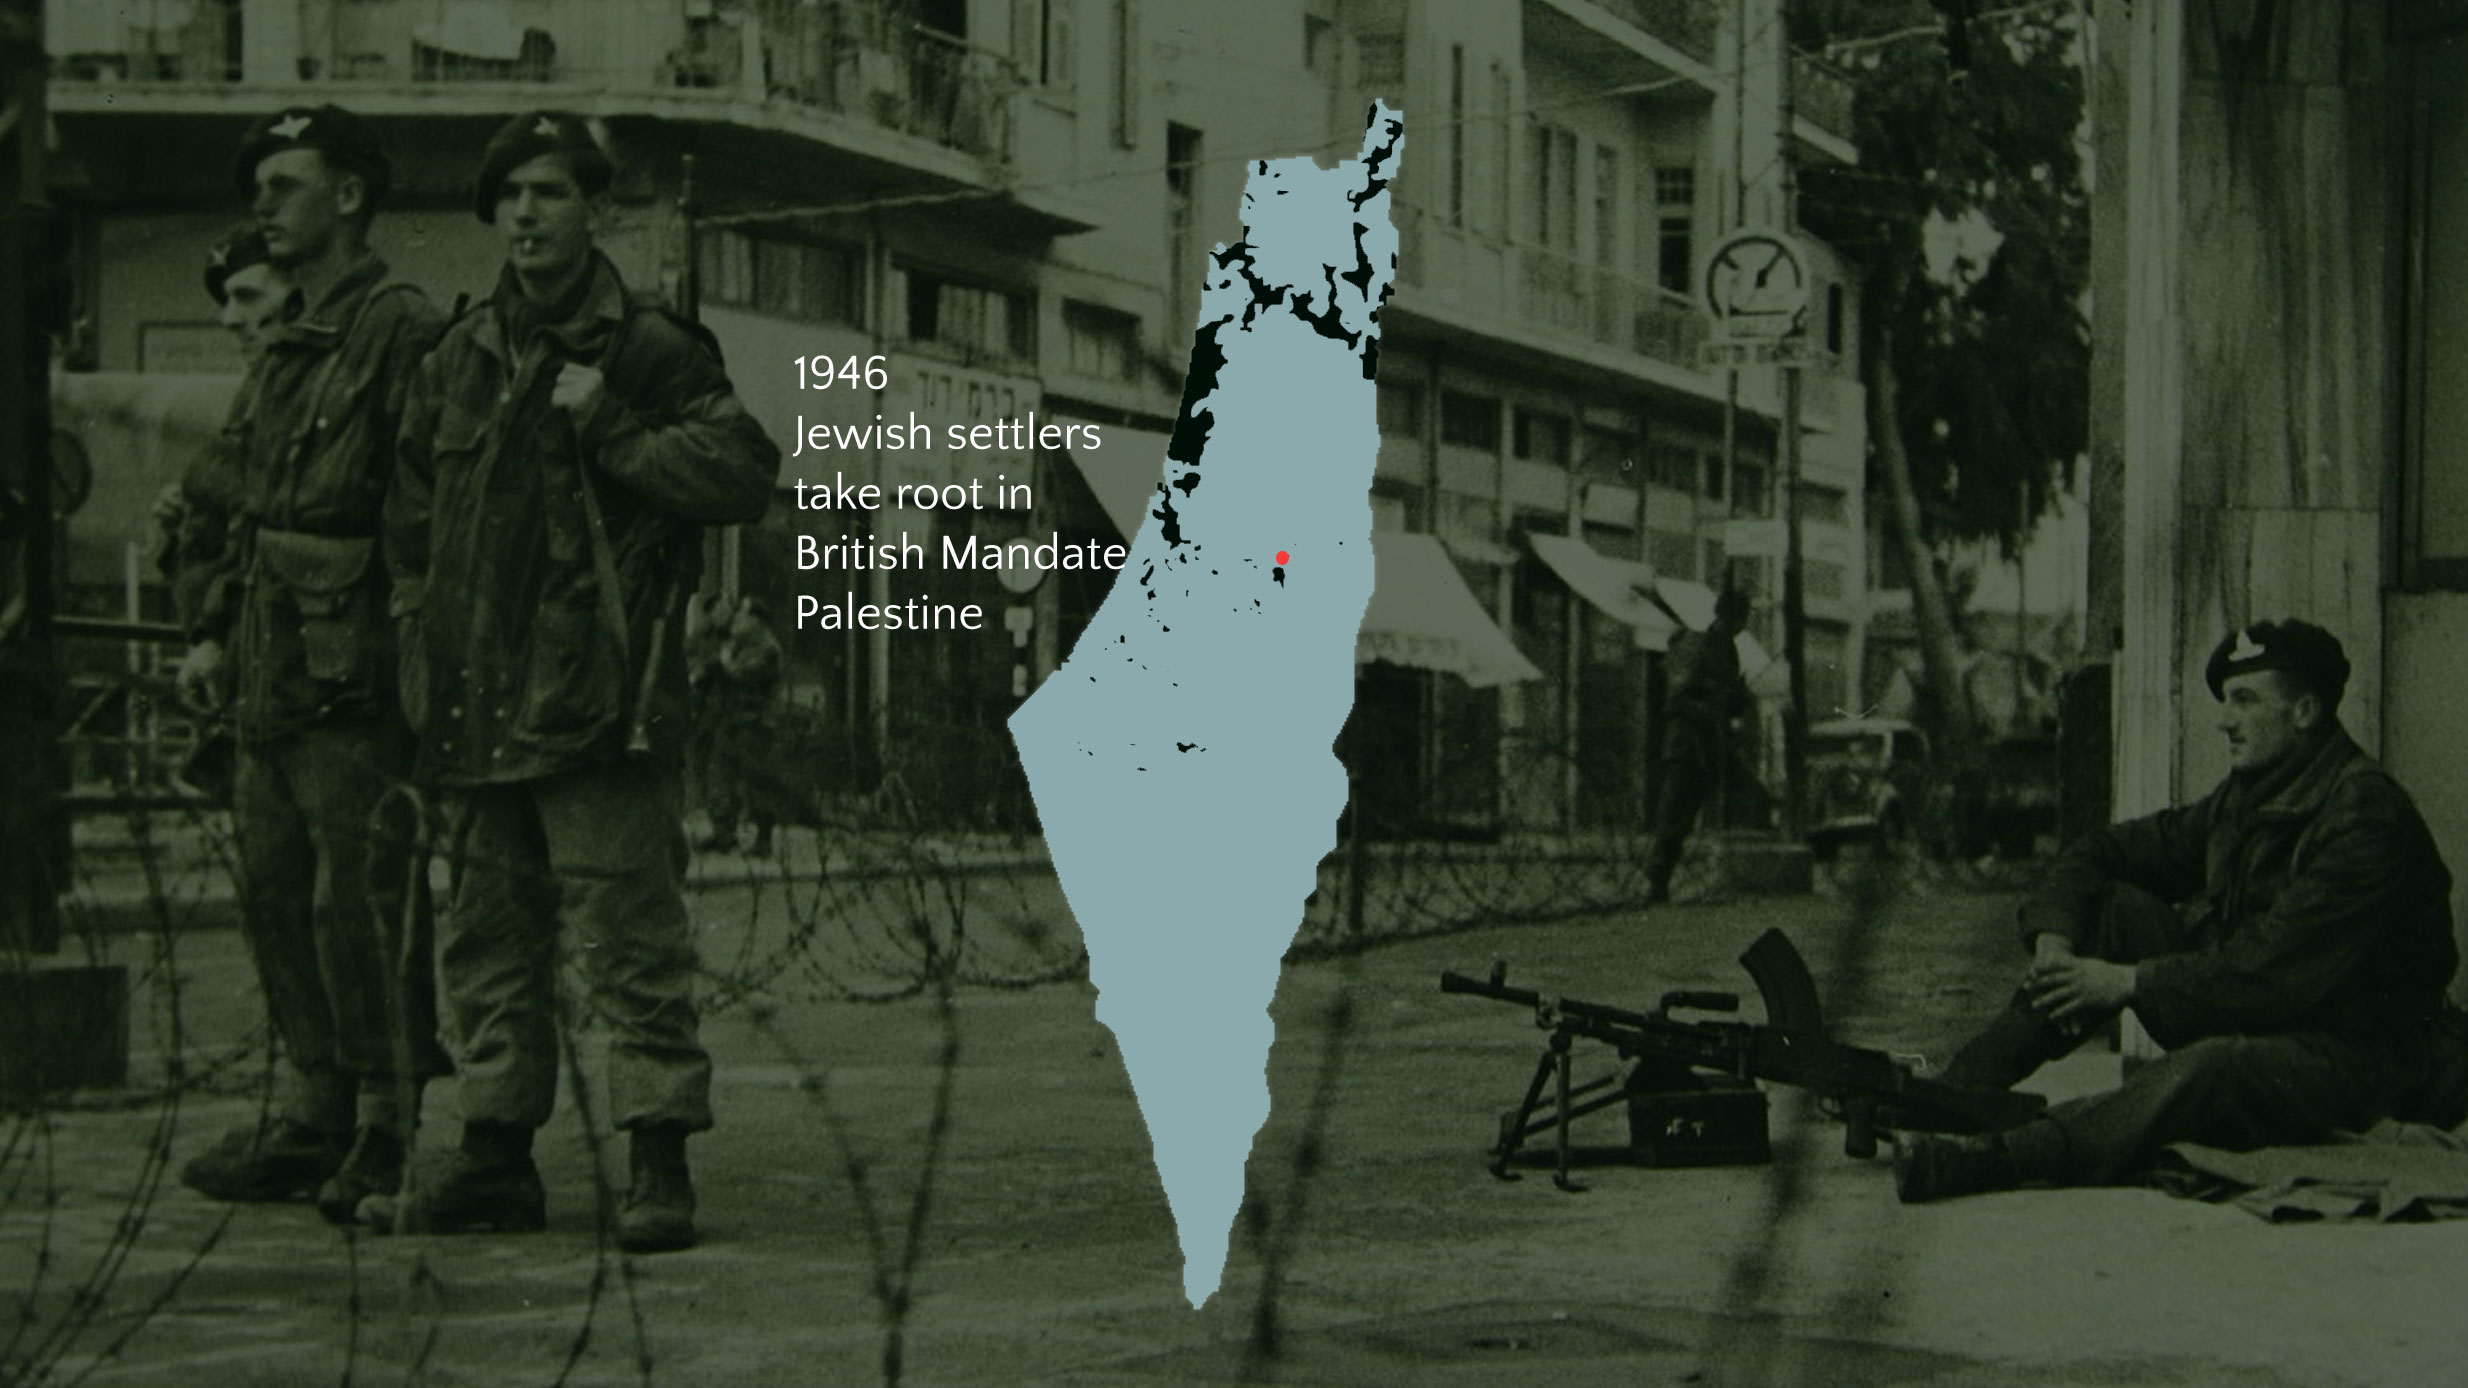 1946
Jewish settlers
take root in
British Mandate
Palestine